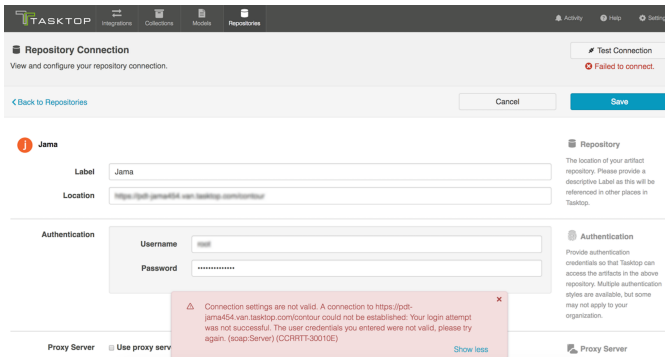 TASKTOP
Integrations
Collections
Models
Repositories
Activity
Help
Settings
Repository Connection
View and configure your repository connection.
Test Connection
Failed to connect.
Back to Repositories
Cancel
Save
j Jama
Label
Jama
Location
https://pdt-jama454.van.tasktop.com/contour
Repository
The location of your artifact
repository. Please provide a
descriptive Label as this will be
referenced in other places in
Tasktop.
Authentication
Username
root
Password
Authentication
Provide authentication
credentials so that Tasktop can
access the artifacts in the above
repository. Multiple authentication
styles are available, but some
may not apply to your
organization.
Connection settings are not valid. A connection to https://pdt-
jama454.van.tasktop.com/contour could not be established: Your login attempt
was not successful. The user credentials you entered were not valid, please try
again. (soap:Server) (CCRRTT-30010E)
Show less
Proxy Server
Use proxy serv
Proxy Server